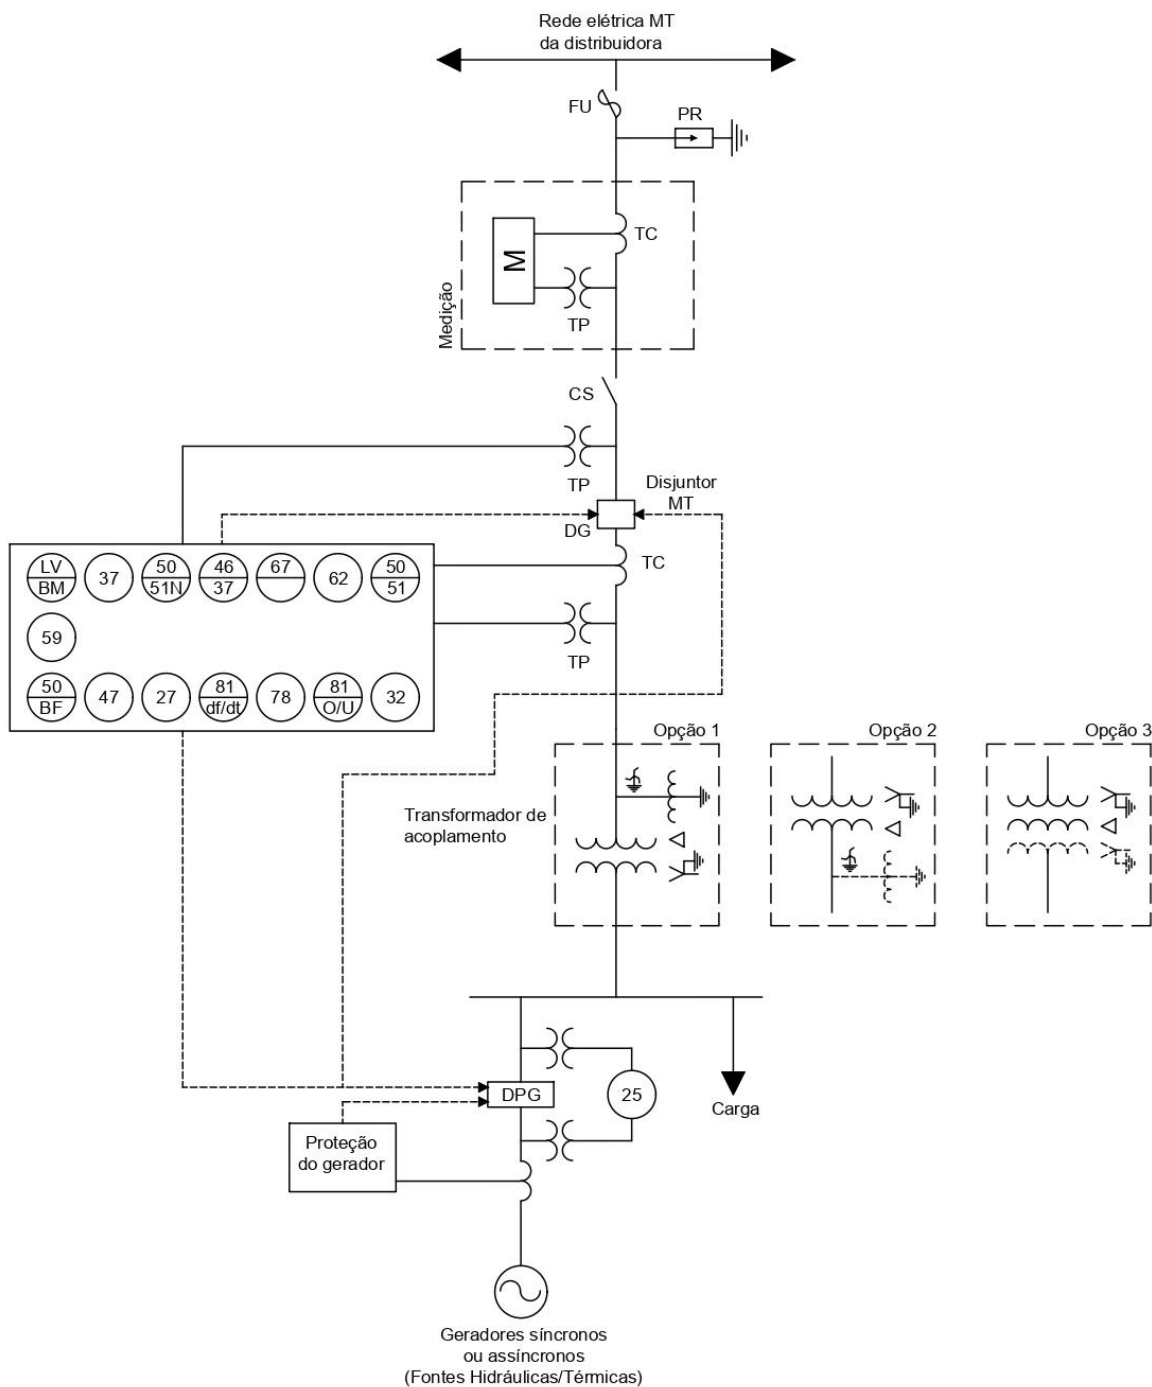 Rede elétrica MT
da distribuidora
FU
PR
M
TC
TP
Medição
CS
TP
Disjuntor
MT
DG
TC
TP
LV
BM
37
50
51N
46
37
67
62
50
51
59
50
BF
47
27
81
df/dt
78
81
O/U
32
Opção 1
Opção 2
Opção 3
Transformador de
acoplamento
DPG
25
Carga
Proteção
do gerador
Geradores síncronos
ou assíncronos
(Fontes Hidráulicas/Térmicas)